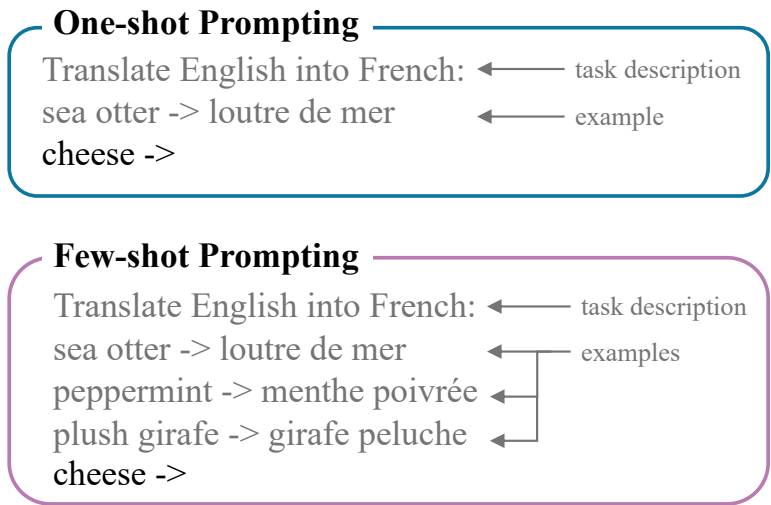 One-shot Prompting
Translate English into French: task description
sea otter -> loutre de mer example
cheese ->
Few-shot Prompting
Translate English into French: task description
sea otter -> loutre de mer examples
peppermint -> menthe poivrée
plush girafe -> girafe peluche
cheese ->